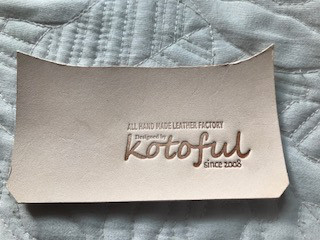 ALL HAND MADE LEATHER FACTORY
Designed by
kotoful
since 2008